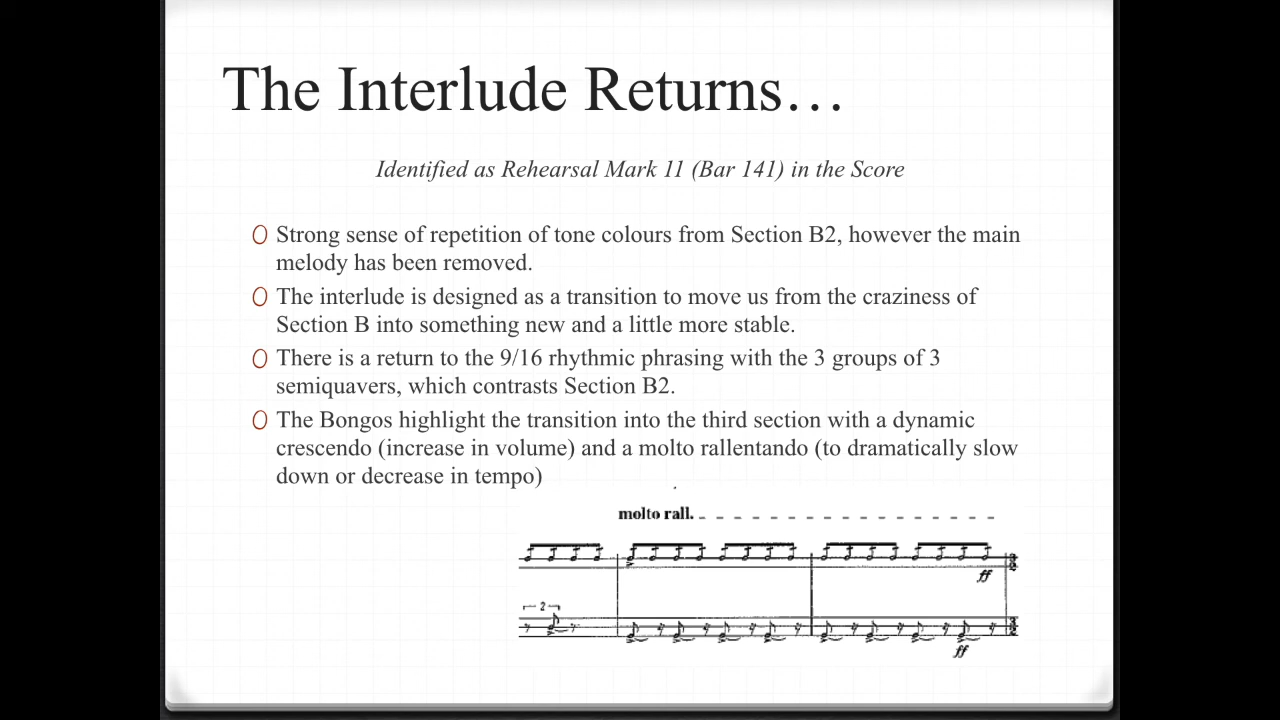 The Interlude Returns…
Identified as Rehearsal Mark 11 (Bar 141) in the Score
Strong sense of repetition of tone colours from Section B2, however the main
melody has been removed.
The interlude is designed as a transition to move us from the craziness of
Section B into something new and a little more stable.
There is a return to the 9/16 rhythmic phrasing with the 3 groups of 3
semiquavers, which contrasts Section B2.
The Bongos highlight the transition into the third section with a dynamic
crescendo (increase in volume) and a molto rallentando (to dramatically slow
down or decrease in tempo)
molto rall.
ff
2
ff